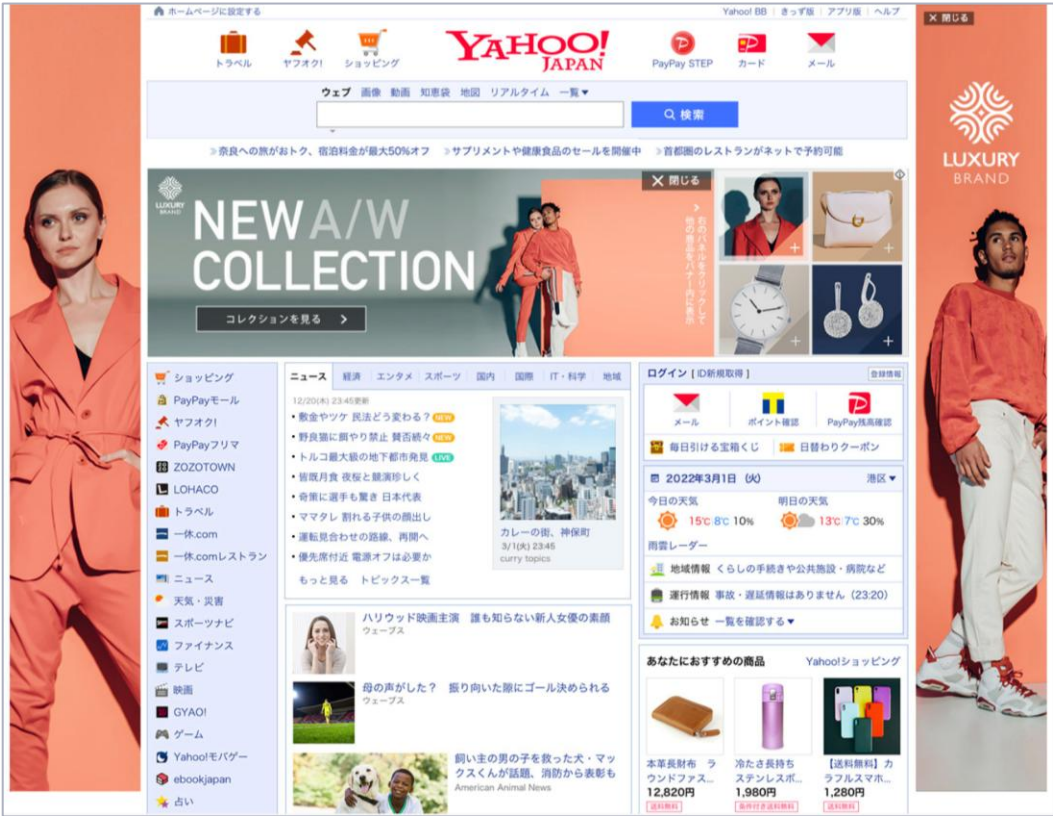 ホームページに設定する
Yahoo! BB
きっず版
アプリ版
ヘルプ
× 閉じる
トラベル
ヤフオク!
ショッピング
YAHOO!
JAPAN
PayPay STEP
カード
メール
ウェブ 画像 動画 知恵袋 地図 リアルタイム 一覧▼
検索
奈良への旅がおトク、宿泊料金が最大50%オフ
サプリメントや健康食品のセールを開催中
首都圏のレストランがネットで予約可能
LUXURY
BRAND
NEW A/W
COLLECTION
コレクションを見る
× 閉じる
右のパネルをクリックして
他の商品をバナー内に表示
LUXURY
BRAND
ショッピング
PayPayモール
ヤフオク!
PayPayフリマ
ZOZOTOWN
LOHACO
トラベル
一休.com
一休.comレストラン
ニュース
天気・災害
スポーツナビ
ファイナンス
テレビ
映画
GYAO!
ゲーム
Yahoo!モバゲー
ebookjapan
占い
ニュース 経済 エンタメ スポーツ 国内 国際 IT・科学 地域
12/20(木) 23:45更新
・敷金やツケ 民法どう変わる? NEW
・野良猫に餌やり禁止 賛否続々 NEW
・トルコ最大級の地下都市発見 LIVE
・皆既月食 夜桜と競演珍しく
・奇策に選手も驚き 日本代表
・ママタレ 割れる子供の顔出し
・運転見合わせの路線、再開へ
・優先席付近 電源オフは必要か
もっと見る トピックス一覧
カレーの街、神保町
3/1(火) 23:45
curry topics
ハリウッド映画主演 誰も知らない新人女優の素顔
ウェーブス
母の声がした? 振り向いた隙にゴール決められる
ウェーブス
飼い主の男の子を救った犬・マッ
クスくんが話題、消防から表彰も
American Animal News
ログイン [ ID新規取得 ]
登録情報
メール
ポイント確認
PayPay残高確認
毎日引ける宝箱くじ
日替わりクーポン
2022年3月1日 (火)
港区▼
今日の天気
15℃ 8℃ 10%
明日の天気
13℃ 7℃ 30%
雨雲レーダー
地域情報 くらしの手続きや公共施設・病院など
運行情報 事故・遅延情報はありません (23:20)
お知らせ 一覧を確認する▼
あなたにおすすめの商品
Yahoo!ショッピング
本革長財布 ラ
ウンドファス...
12,820円
送料無料
冷たさ長持ち
ステンレスボ...
1,980円
条件付き送料無料
【送料無料】カ
ラフルスマホ...
1,280円
送料無料